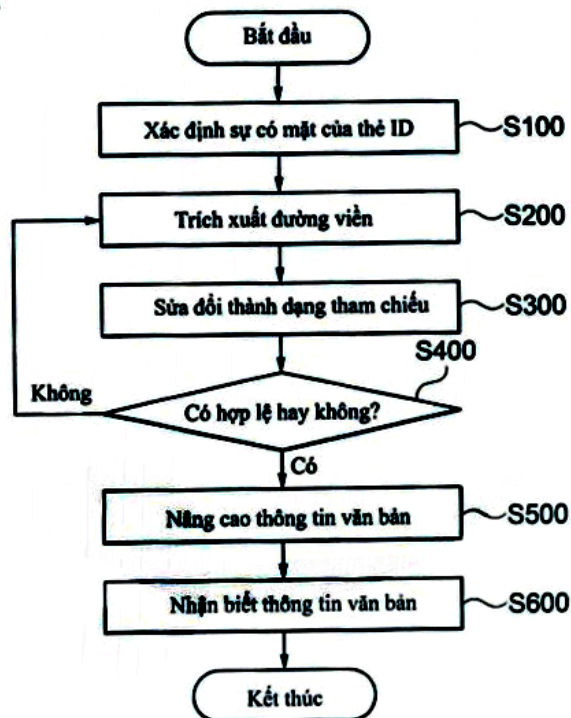 Bắt đầu
Xác định sự có mặt của thẻ ID
S100
Trích xuất đường viền
S200
Sửa đổi thành dạng tham chiếu
S300
S400
Không
Có hợp lệ hay không?
Có
Nâng cao thông tin văn bản
S500
Nhận biết thông tin văn bản
S600
Kết thúc